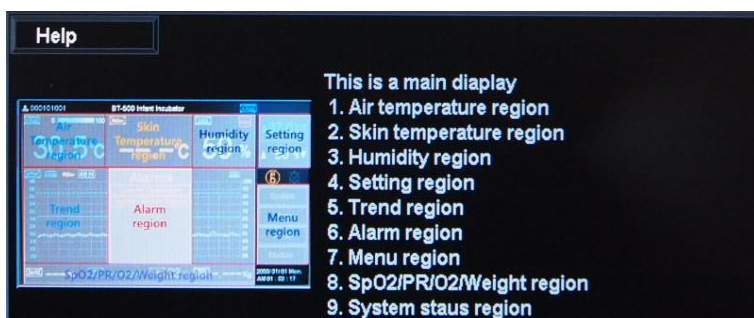 Help
This is a main diaplay
1. Air temperature region
2. Skin temperature region
3. Humidity region
4. Setting region
5. Trend region
6. Alarm region
7. Menu region
8. SpO2/PR/O2/Weight region
9. System staus region
000101001 BT-500 Infant Incubator
Air Temperature region
Skin Temperature region
Humidity region
Setting region
Trend region
Alarm region
Menu region
SpO2/PR/O2/Weight region